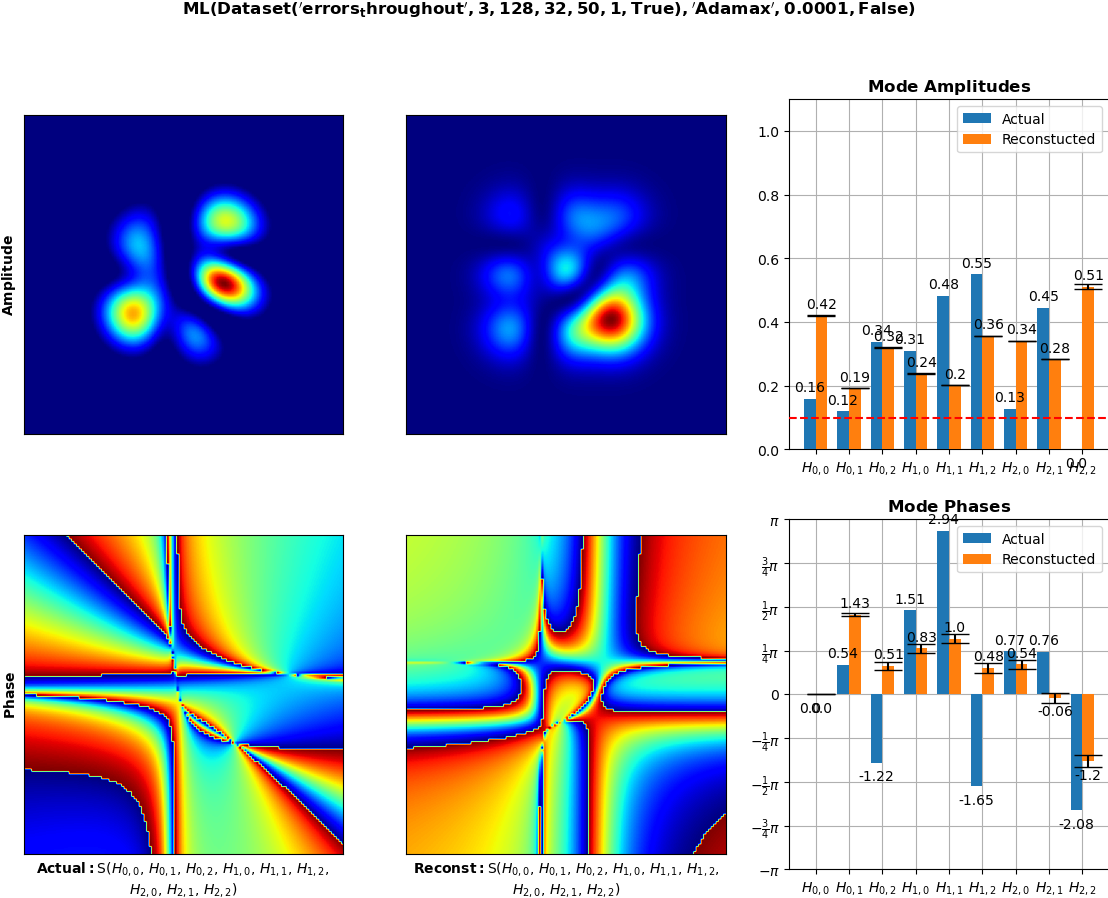 ML(Dataset('errors_throughout', 3, 128, 32, 50, 1, True), 'Adamax', 0.0001, False)
Amplitude
Mode Amplitudes
Actual
Reconstucted
1.0
0.8
0.6
0.4
0.2
0.0
0.16 0.42 0.12 0.19 0.34 0.32 0.31 0.24 0.48 0.2 0.55 0.36 0.13 0.34 0.45 0.28 0.0 0.51
H0,0 H0,1 H0,2 H1,0 H1,1 H1,2 H2,0 H2,1 H2,2
Phase
Mode Phases
Actual
Reconstucted
π
3/4π
1/2π
1/4π
0
−1/4π
−1/2π
−3/4π
−π
0.0 0.0 0.54 1.43 -1.22 0.51 1.51 0.83 2.94 1.0 -1.65 0.48 0.77 0.54 0.76 -0.06 -2.08 -1.2
H0,0 H0,1 H0,2 H1,0 H1,1 H1,2 H2,0 H2,1 H2,2
Actual: S(H0,0, H0,1, H0,2, H1,0, H1,1, H1,2,
H2,0, H2,1, H2,2)
Reconst: S(H0,0, H0,1, H0,2, H1,0, H1,1, H1,2,
H2,0, H2,1, H2,2)